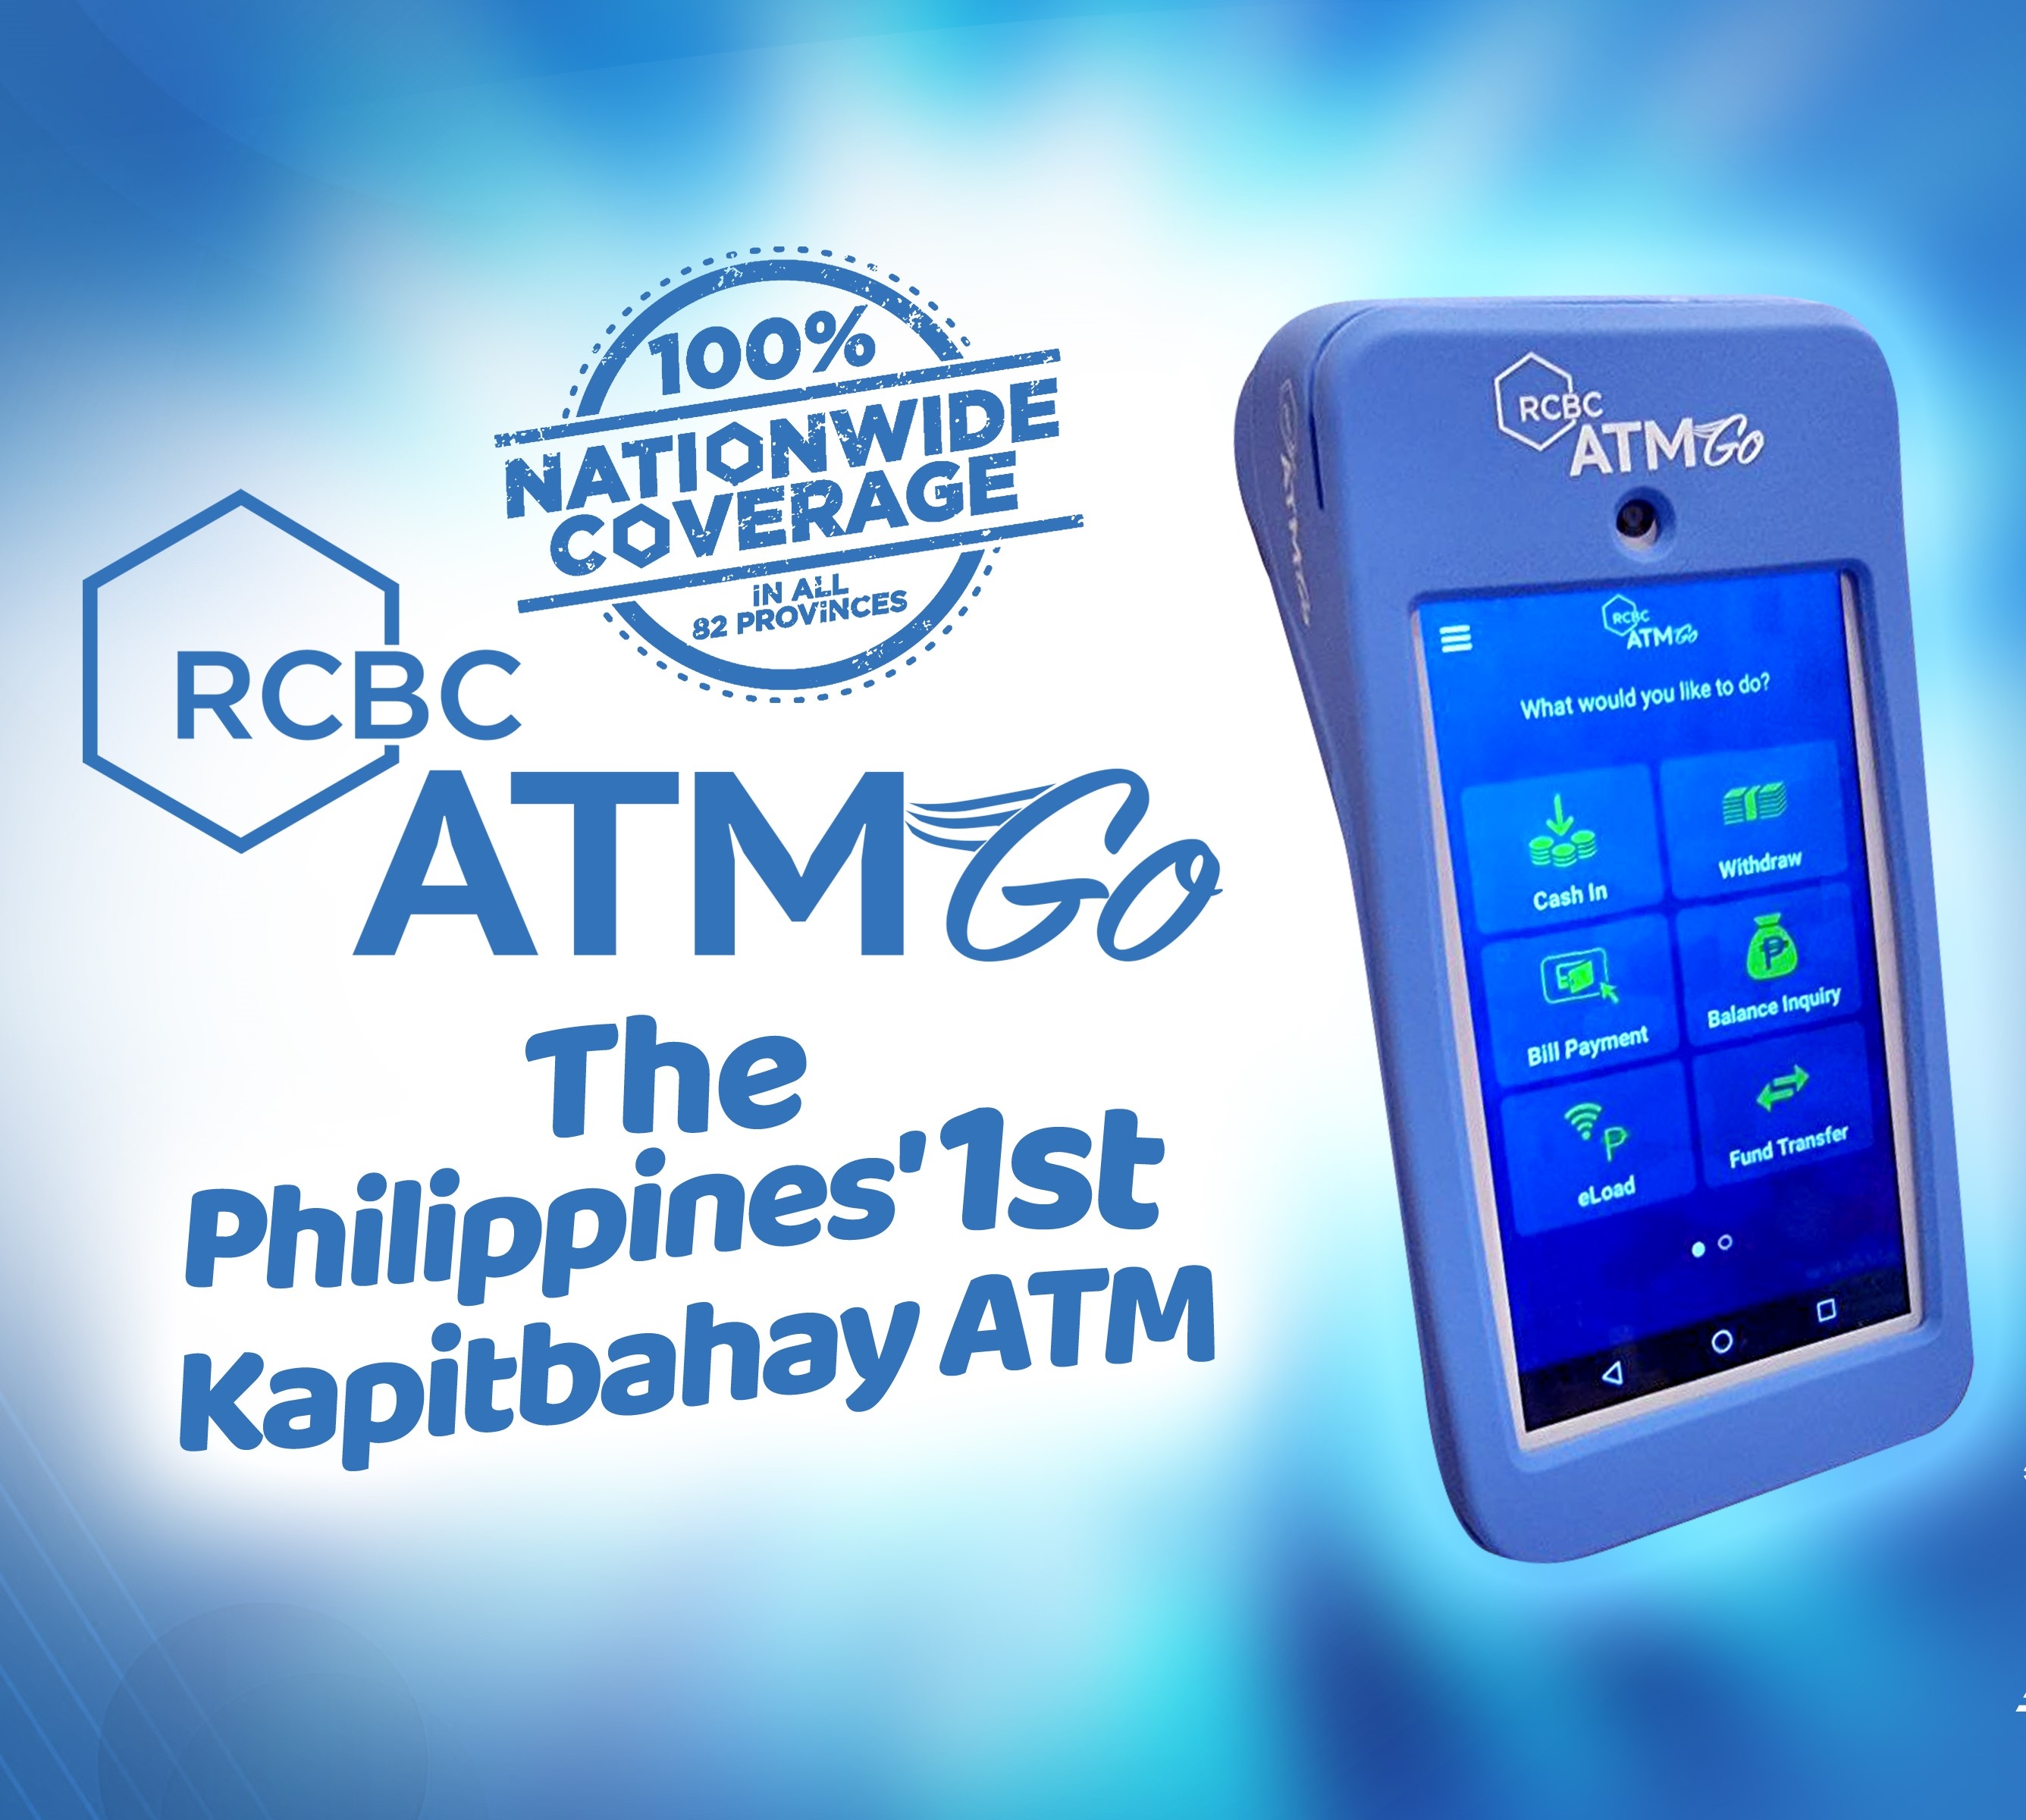 100%
NATIONWIDE
COVERAGE
iN ALL
82 PROViNCES
RCBC
ATM Go
The
Philippines' 1st
Kapitbahay ATM
RCBC
ATM Go
RCBC
ATM Go
What would you like to do?
Cash In
Withdraw
Bill Payment
Balance Inquiry
eLoad
Fund Transfer